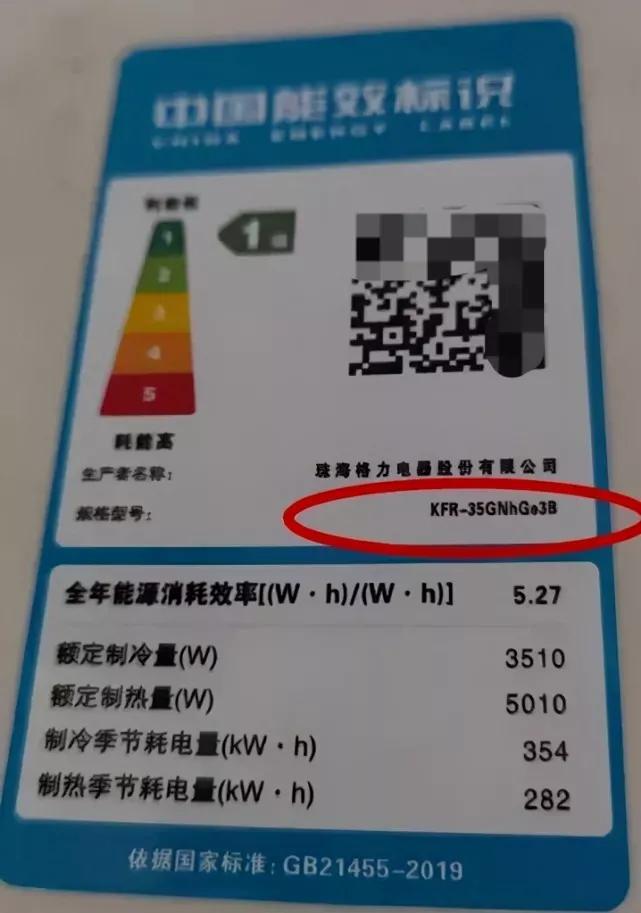 中国能效标识
CHINA ENERGY LABEL
1
2
3
4
5
1级
耗能高
生产者名称:
珠海格力电器股份有限公司
规格型号:
KFR-35GNhGe3B
全年能源消耗效率[(W·h)/(W·h)] 5.27
额定制冷量(W) 3510
额定制热量(W) 5010
制冷季节耗电量(kW·h) 354
制热季节耗电量(kW·h) 282
依据国家标准: GB21455-2019